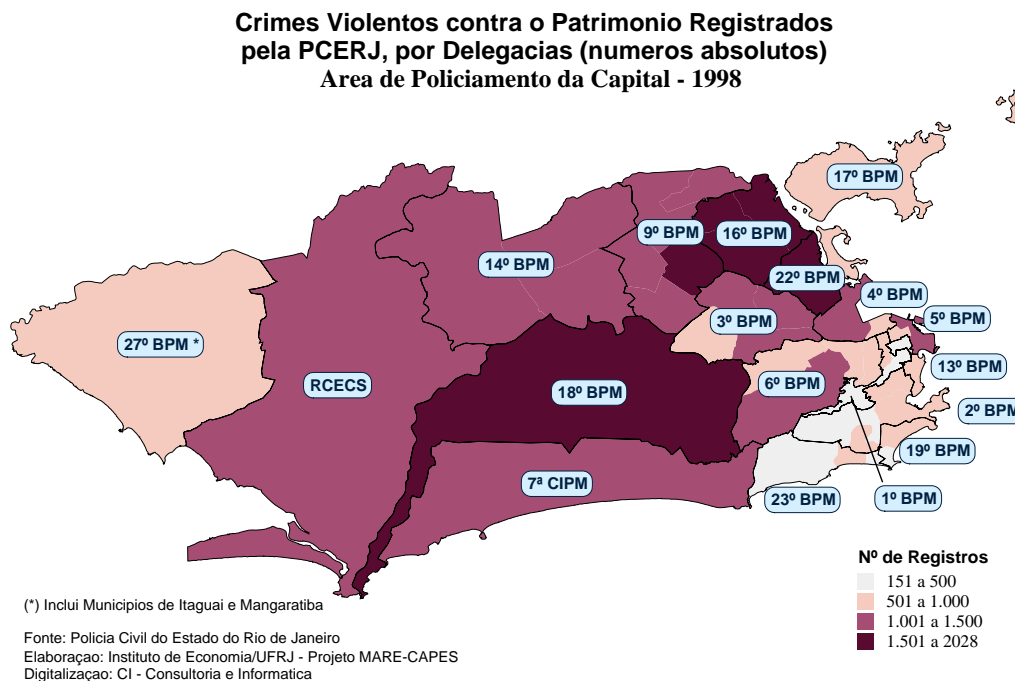 Crimes Violentos contra o Patrimonio Registrados
pela PCERJ, por Delegacias (numeros absolutos)
Area de Policiamento da Capital - 1998
17º BPM
9º BPM
16º BPM
14º BPM
22º BPM
4º BPM
5º BPM
3º BPM
27º BPM *
13º BPM
RCECS
18º BPM
6º BPM
2º BPM
19º BPM
7ª CIPM
23º BPM
1º BPM
Nº de Registros
151 a 500
501 a 1.000
1.001 a 1.500
1.501 a 2028
(*) Inclui Municipios de Itaguai e Mangaratiba
Fonte: Policia Civil do Estado do Rio de Janeiro
Elaboraçao: Instituto de Economia/UFRJ - Projeto MARE-CAPES
Digitalizaçao: CI - Consultoria e Informatica